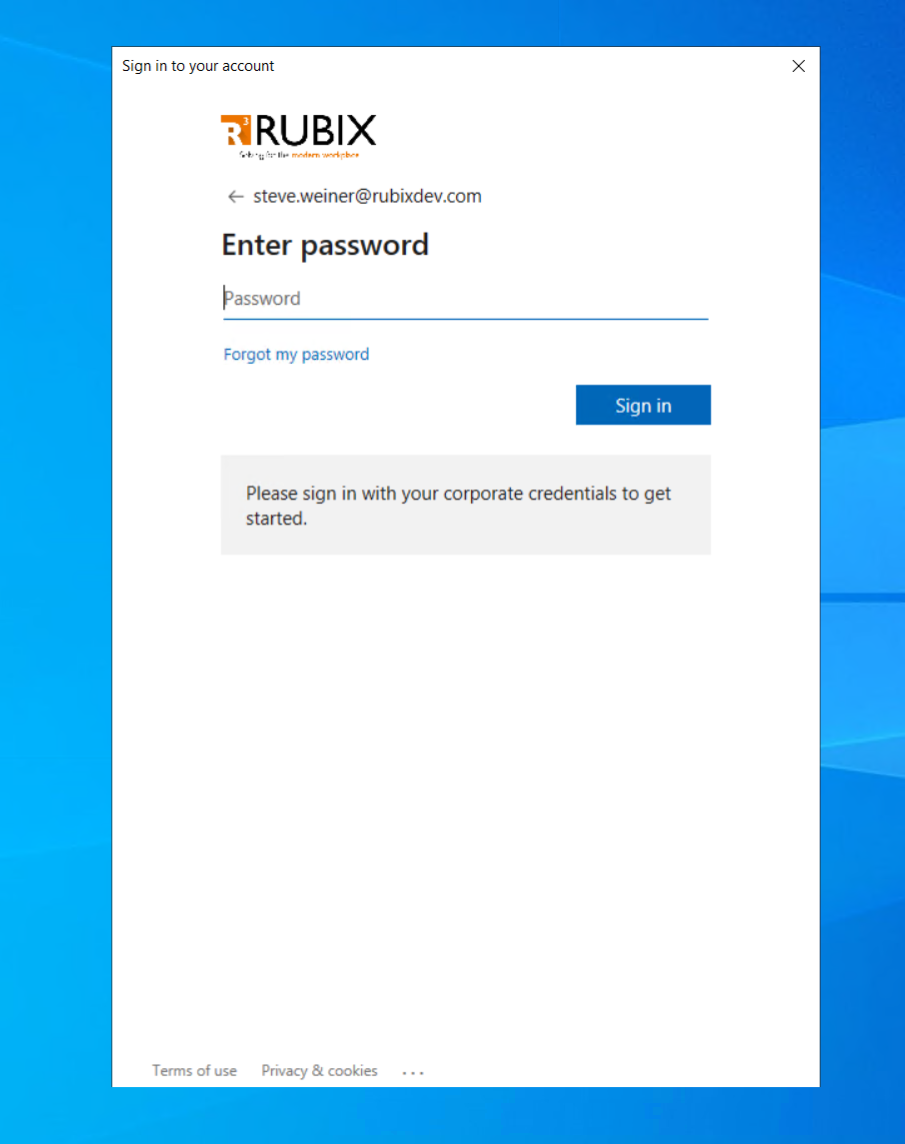 Sign in to your account
R3 RUBIX
for the modern workplace
← steve.weiner@rubixdev.com
Enter password
Password
Forgot my password
Sign in
Please sign in with your corporate credentials to get
started.
Terms of use Privacy & cookies ...